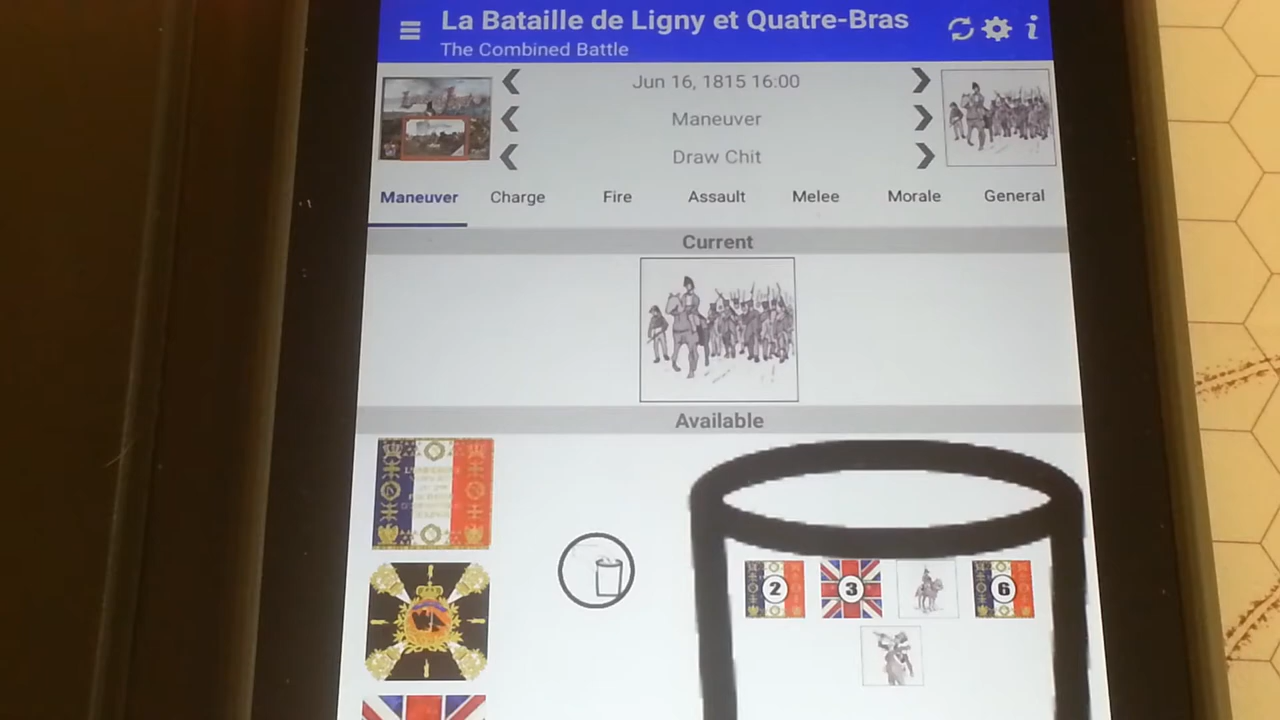 La Bataille de Ligny et Quatre-Bras
The Combined Battle
Jun 16, 1815 16:00
Maneuver
Draw Chit
Maneuver Charge Fire Assault Melee Morale General
Current
Available
2 3 6